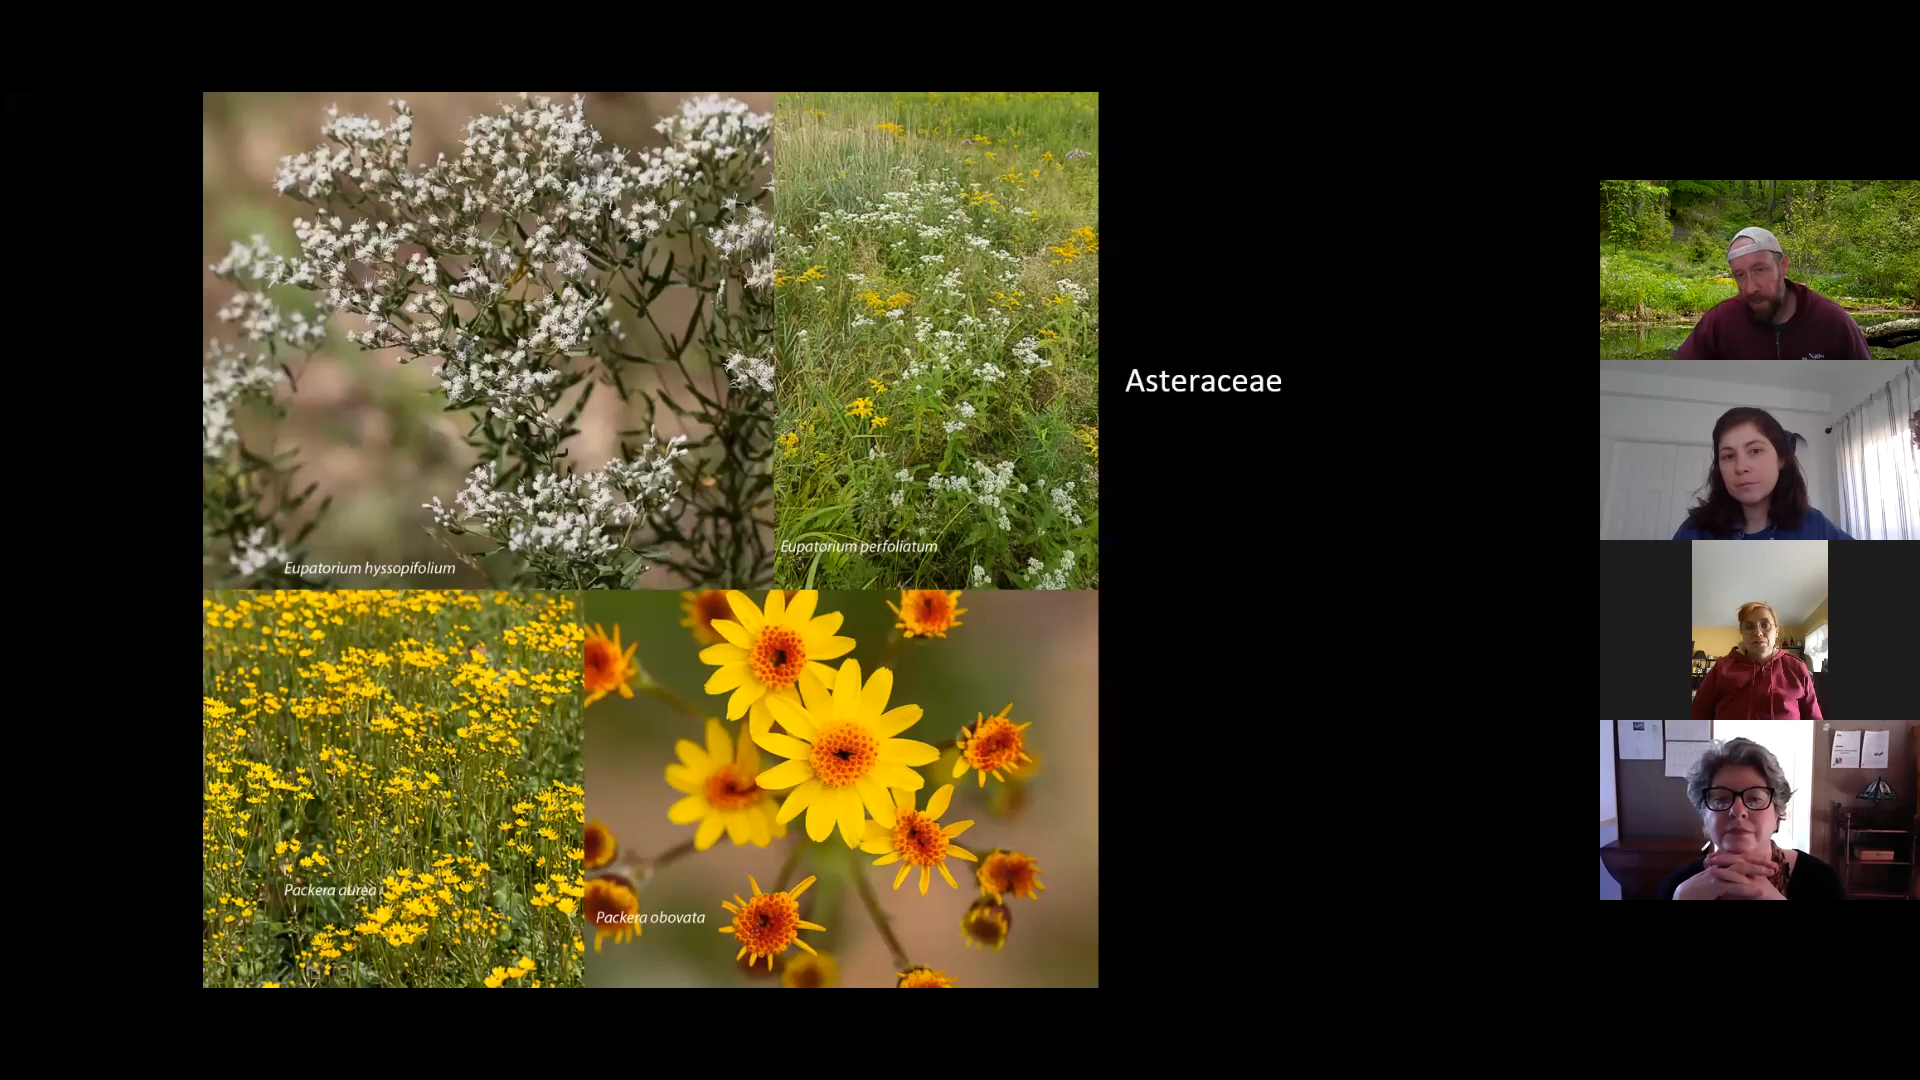 Eupatorium hyssopifolium
Eupatorium perfoliatum
Asteraceae
Packera aurea
Packera obovata